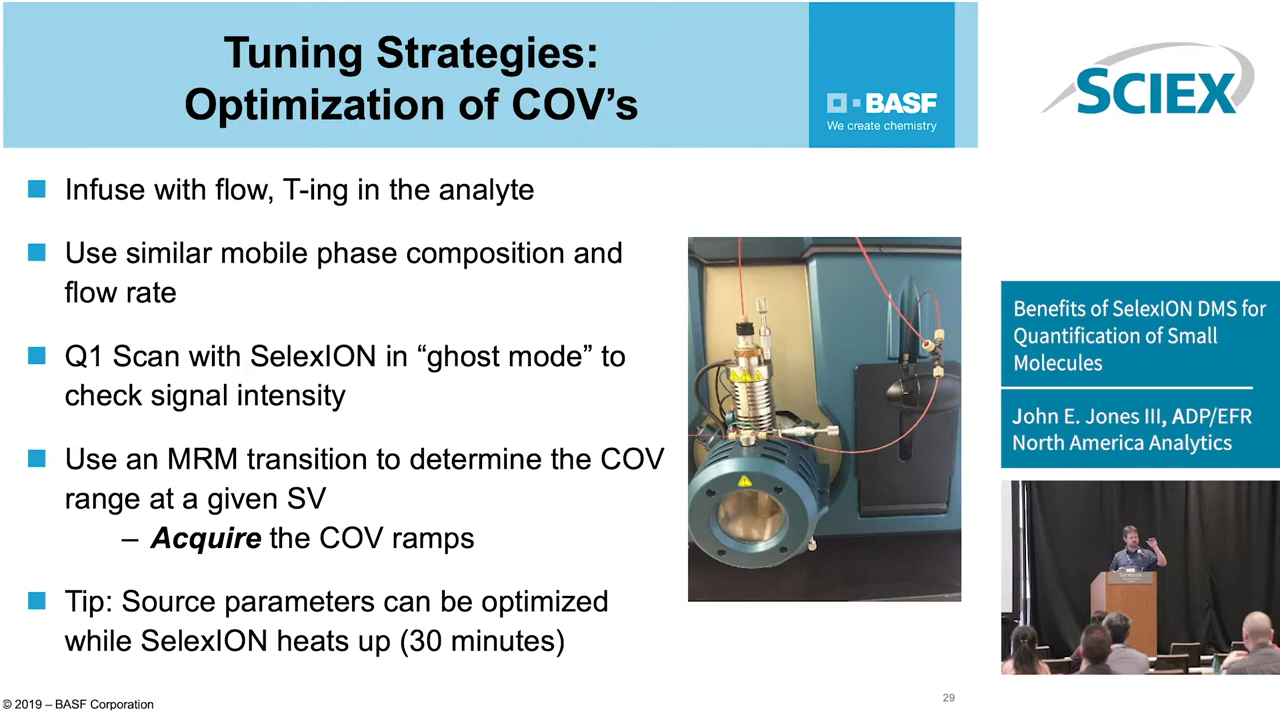 Tuning Strategies:
Optimization of COV's
BASF
We create chemistry
SCIEX
Infuse with flow, T-ing in the analyte
Use similar mobile phase composition and
flow rate
Q1 Scan with SelexION in “ghost mode” to
check signal intensity
Use an MRM transition to determine the COV
range at a given SV
– Acquire the COV ramps
Tip: Source parameters can be optimized
while SelexION heats up (30 minutes)
Benefits of SelexION DMS for
Quantification of Small
Molecules
John E. Jones III, ADP/EFR
North America Analytics
© 2019 – BASF Corporation
29